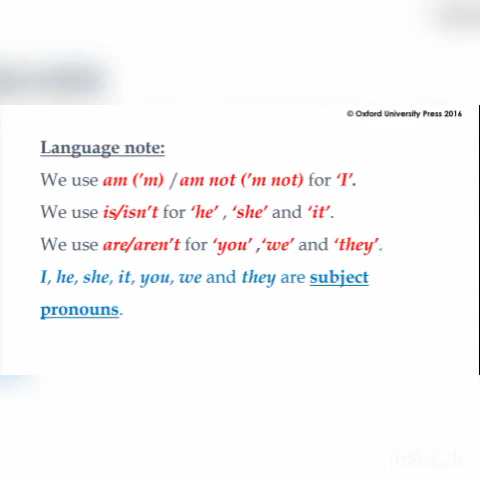 © Oxford University Press 2016
Language note:
We use am ('m) / am not ('m not) for 'I'.
We use is/isn't for 'he' , 'she' and 'it'.
We use are/aren't for 'you' ,'we' and 'they'.
I, he, she, it, you, we and they are subject
pronouns.